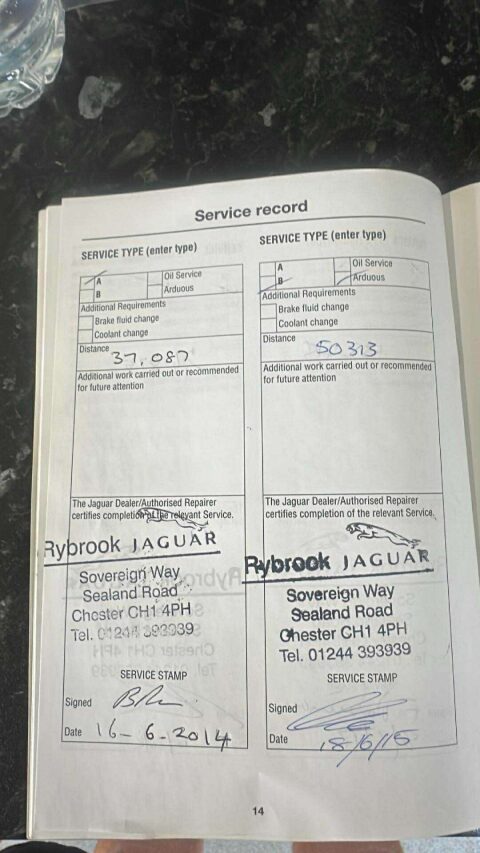 Service record
SERVICE TYPE (enter type)
A
Oil Service
B
Arduous
Additional Requirements
Brake fluid change
Coolant change
Distance
37,087
Additional work carried out or recommended
for future attention
The Jaguar Dealer/Authorised Repairer
certifies completion of the relevant Service.
Rybrook JAGUAR
Sovereign Way
Sealand Road
Chester CH1 4PH
Tel. 01244 393939
SERVICE STAMP
Signed
Date 16-6-2014
SERVICE TYPE (enter type)
A
Oil Service
B
Arduous
Additional Requirements
Brake fluid change
Coolant change
Distance
50313
Additional work carried out or recommended
for future attention
The Jaguar Dealer/Authorised Repairer
certifies completion of the relevant Service.
Rybrook JAGUAR
Sovereign Way
Sealand Road
Chester CH1 4PH
Tel. 01244 393939
SERVICE STAMP
Signed
Date 18/6/15
14